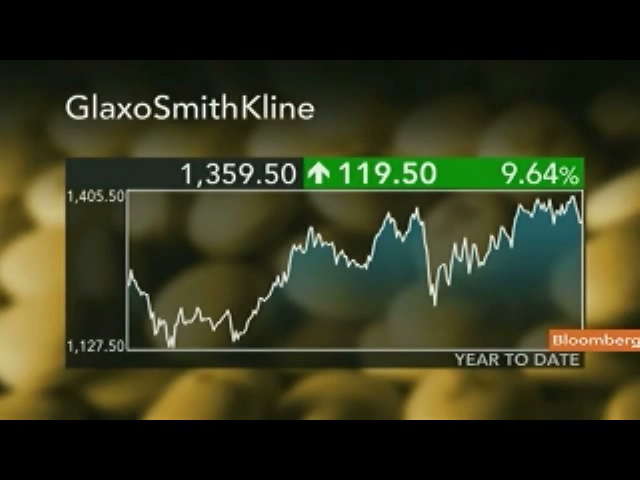 GlaxoSmithKline
1,359.50 ↑ 119.50 9.64%
1,405.50
1,127.50
Bloomberg
YEAR TO DATE